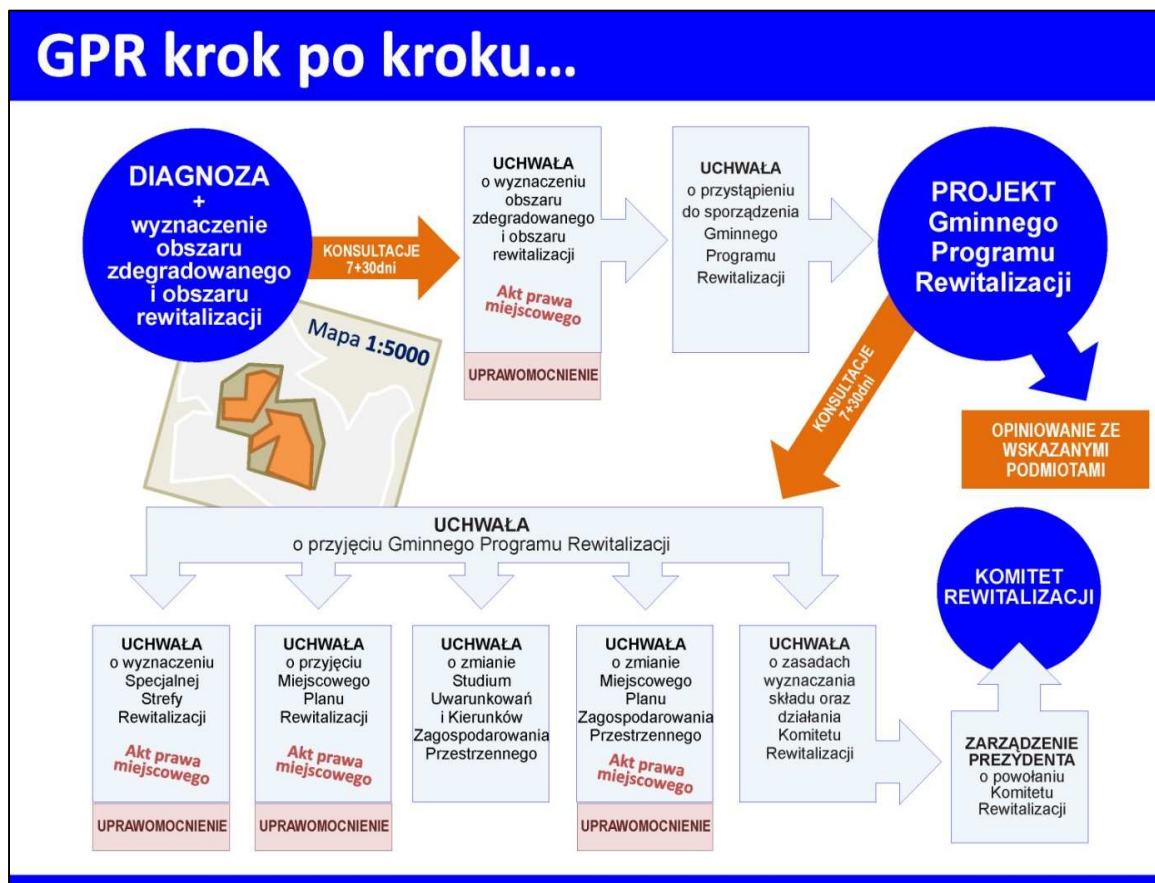 GPR krok po kroku...
DIAGNOZA
+
wyznaczenie
obszaru
zdegradowanego
i obszaru
rewitalizacji
KONSULTACJE
7+30dni
Mapa 1:5000
UCHWAŁA
o wyznaczeniu
obszaru
zdegradowanego
i obszaru
rewitalizacji
Akt prawa
miejscowego
UPRAWOMOCNIENIE
UCHWAŁA
o przystąpieniu
do sporządzenia
Gminnego
Programu
Rewitalizacji
PROJEKT
Gminnego
Programu
Rewitalizacji
KONSULTACJE
7+30dni
OPINIOWANIE ZE
WSKAZANYMI
PODMIOTAMI
UCHWAŁA
o przyjęciu Gminnego Programu Rewitalizacji
UCHWAŁA
o wyznaczeniu
Specjalnej
Strefy
Rewitalizacji
Akt prawa
miejscowego
UPRAWOMOCNIENIE
UCHWAŁA
o przyjęciu
Miejscowego
Planu
Rewitalizacji
Akt prawa
miejscowego
UPRAWOMOCNIENIE
UCHWAŁA
o zmianie
Studium
Uwarunkowań
i Kierunków
Zagospodarowania
Przestrzennego
UCHWAŁA
o zmianie
Miejscowego
Planu
Zagospodarowania
Przestrzennego
Akt prawa
miejscowego
UPRAWOMOCNIENIE
UCHWAŁA
o zasadach
wyznaczania
składu oraz
działania
Komitetu
Rewitalizacji
KOMITET
REWITALIZACJI
ZARZĄDZENIE
PREZYDENTA
o powołaniu
Komitetu
Rewitalizacji